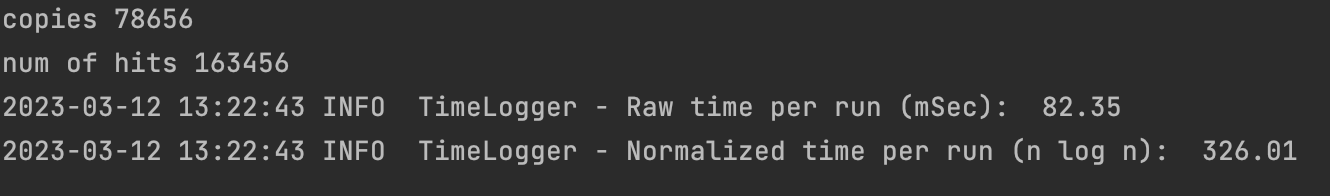 copies 78656
num of hits 163456
2023-03-12 13:22:43 INFO  TimeLogger - Raw time per run (mSec):  82.35
2023-03-12 13:22:43 INFO  TimeLogger - Normalized time per run (n log n):  326.01